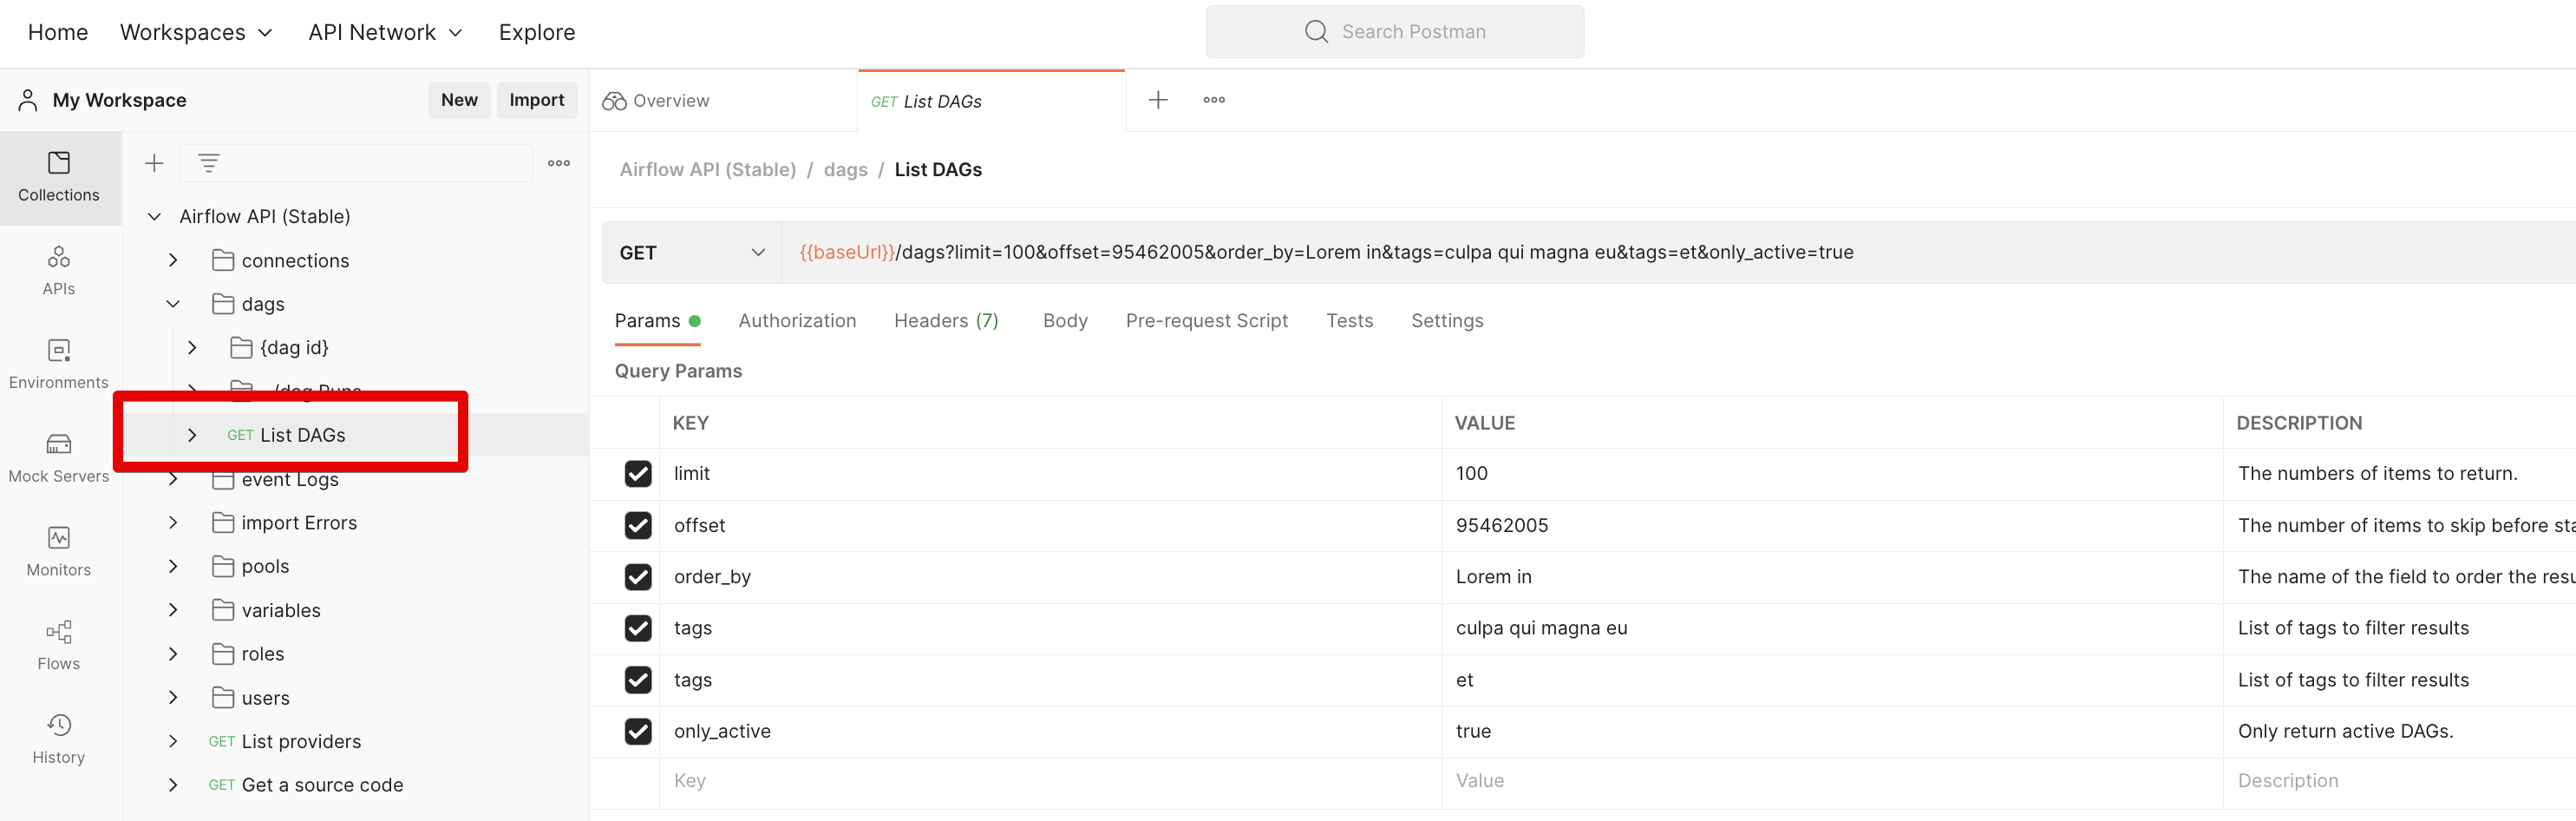 Home Workspaces API Network Explore Search Postman
My Workspace New Import
Overview GET List DAGs
Collections
APIs
Environments
Mock Servers
Monitors
Flows
History
Airflow API (Stable)
connections
dags
{dag id}
/dag Runs
GET List DAGs
event Logs
import Errors
pools
variables
roles
users
GET List providers
GET Get a source code
Airflow API (Stable) / dags / List DAGs
GET {{baseUrl}}/dags?limit=100&offset=95462005&order_by=Lorem in&tags=culpa qui magna eu&tags=et&only_active=true
Params Authorization Headers (7) Body Pre-request Script Tests Settings
Query Params
KEY VALUE DESCRIPTION
limit 100 The numbers of items to return.
offset 95462005 The number of items to skip before sta
order_by Lorem in The name of the field to order the resu
tags culpa qui magna eu List of tags to filter results
tags et List of tags to filter results
only_active true Only return active DAGs.
Key Value Description